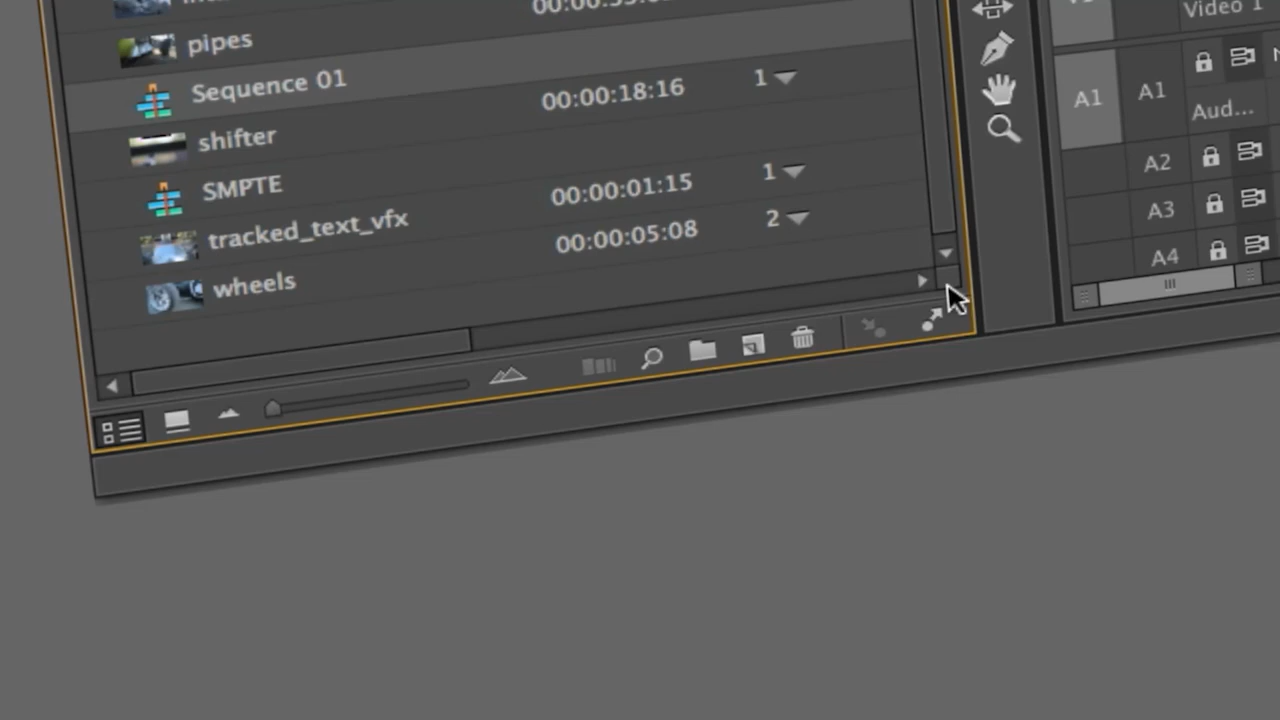 pipes
Sequence 01 00:00:18:16 1
shifter
SMPTE 00:00:01:15 1
tracked_text_vfx 00:00:05:08 2
wheels
Video 1
A1 A1
Aud...
A2
A3
A4